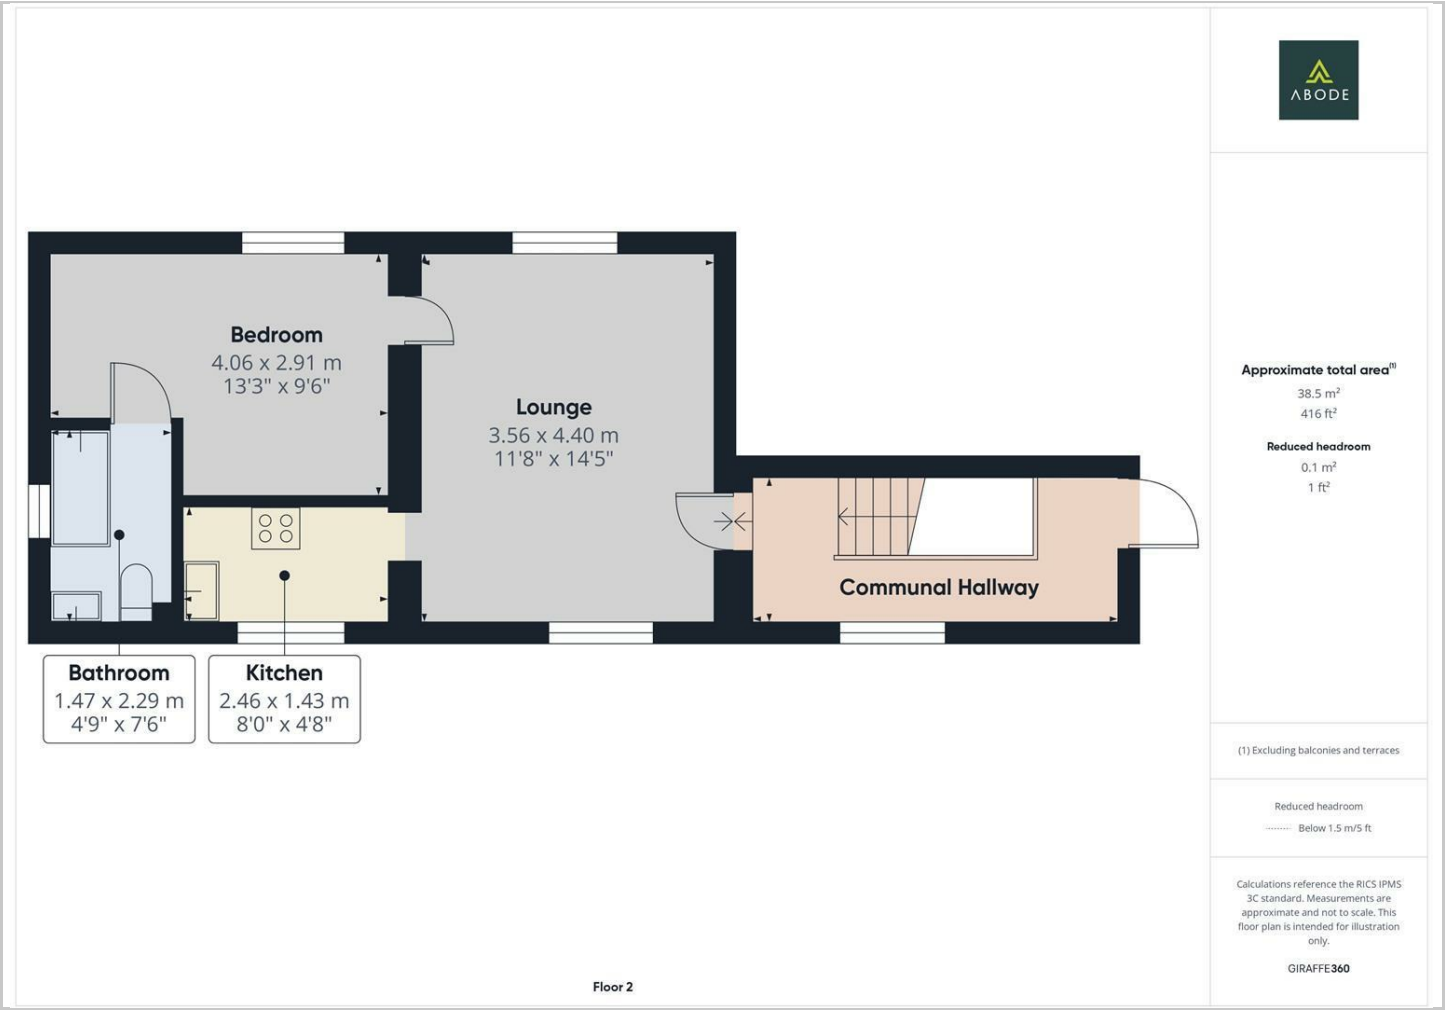 Bedroom
4.06 x 2.91 m
13'3" x 9'6"
Lounge
3.56 x 4.40 m
11'8" x 14'5"
Communal Hallway
Bathroom
1.47 x 2.29 m
4'9" x 7'6"
Kitchen
2.46 x 1.43 m
8'0" x 4'8"
Floor 2
ABODE
Approximate total area(1)
38.5 m²
416 ft²
Reduced headroom
0.1 m²
1 ft²
(1) Excluding balconies and terraces
Reduced headroom
Below 1.5 m/5 ft
Calculations reference the RICS IPMS
3C standard. Measurements are
approximate and not to scale. This
floor plan is intended for illustration
only.
GIRAFFE360